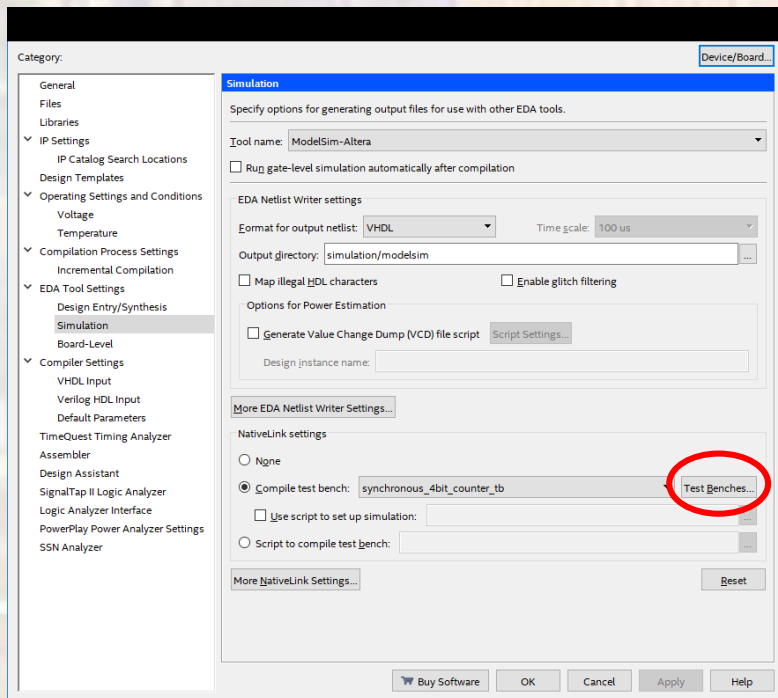 Category:
Device/Board...
General
Files
Libraries
IP Settings
IP Catalog Search Locations
Design Templates
Operating Settings and Conditions
Voltage
Temperature
Compilation Process Settings
Incremental Compilation
EDA Tool Settings
Design Entry/Synthesis
Simulation
Board-Level
Compiler Settings
VHDL Input
Verilog HDL Input
Default Parameters
TimeQuest Timing Analyzer
Assembler
Design Assistant
SignalTap II Logic Analyzer
Logic Analyzer Interface
PowerPlay Power Analyzer Settings
SSN Analyzer
Simulation
Specify options for generating output files for use with other EDA tools.
Tool name: ModelSim-Altera
Run gate-level simulation automatically after compilation
EDA Netlist Writer settings
Format for output netlist: VHDL Time scale: 100 us
Output directory: simulation/modelsim ...
Map illegal HDL characters Enable glitch filtering
Options for Power Estimation
Generate Value Change Dump (VCD) file script Script Settings...
Design instance name:
More EDA Netlist Writer Settings...
NativeLink settings
None
Compile test bench: synchronous_4bit_counter_tb Test Benches...
Use script to set up simulation: ...
Script to compile test bench: ...
More NativeLink Settings... Reset
Buy Software OK Cancel Apply Help